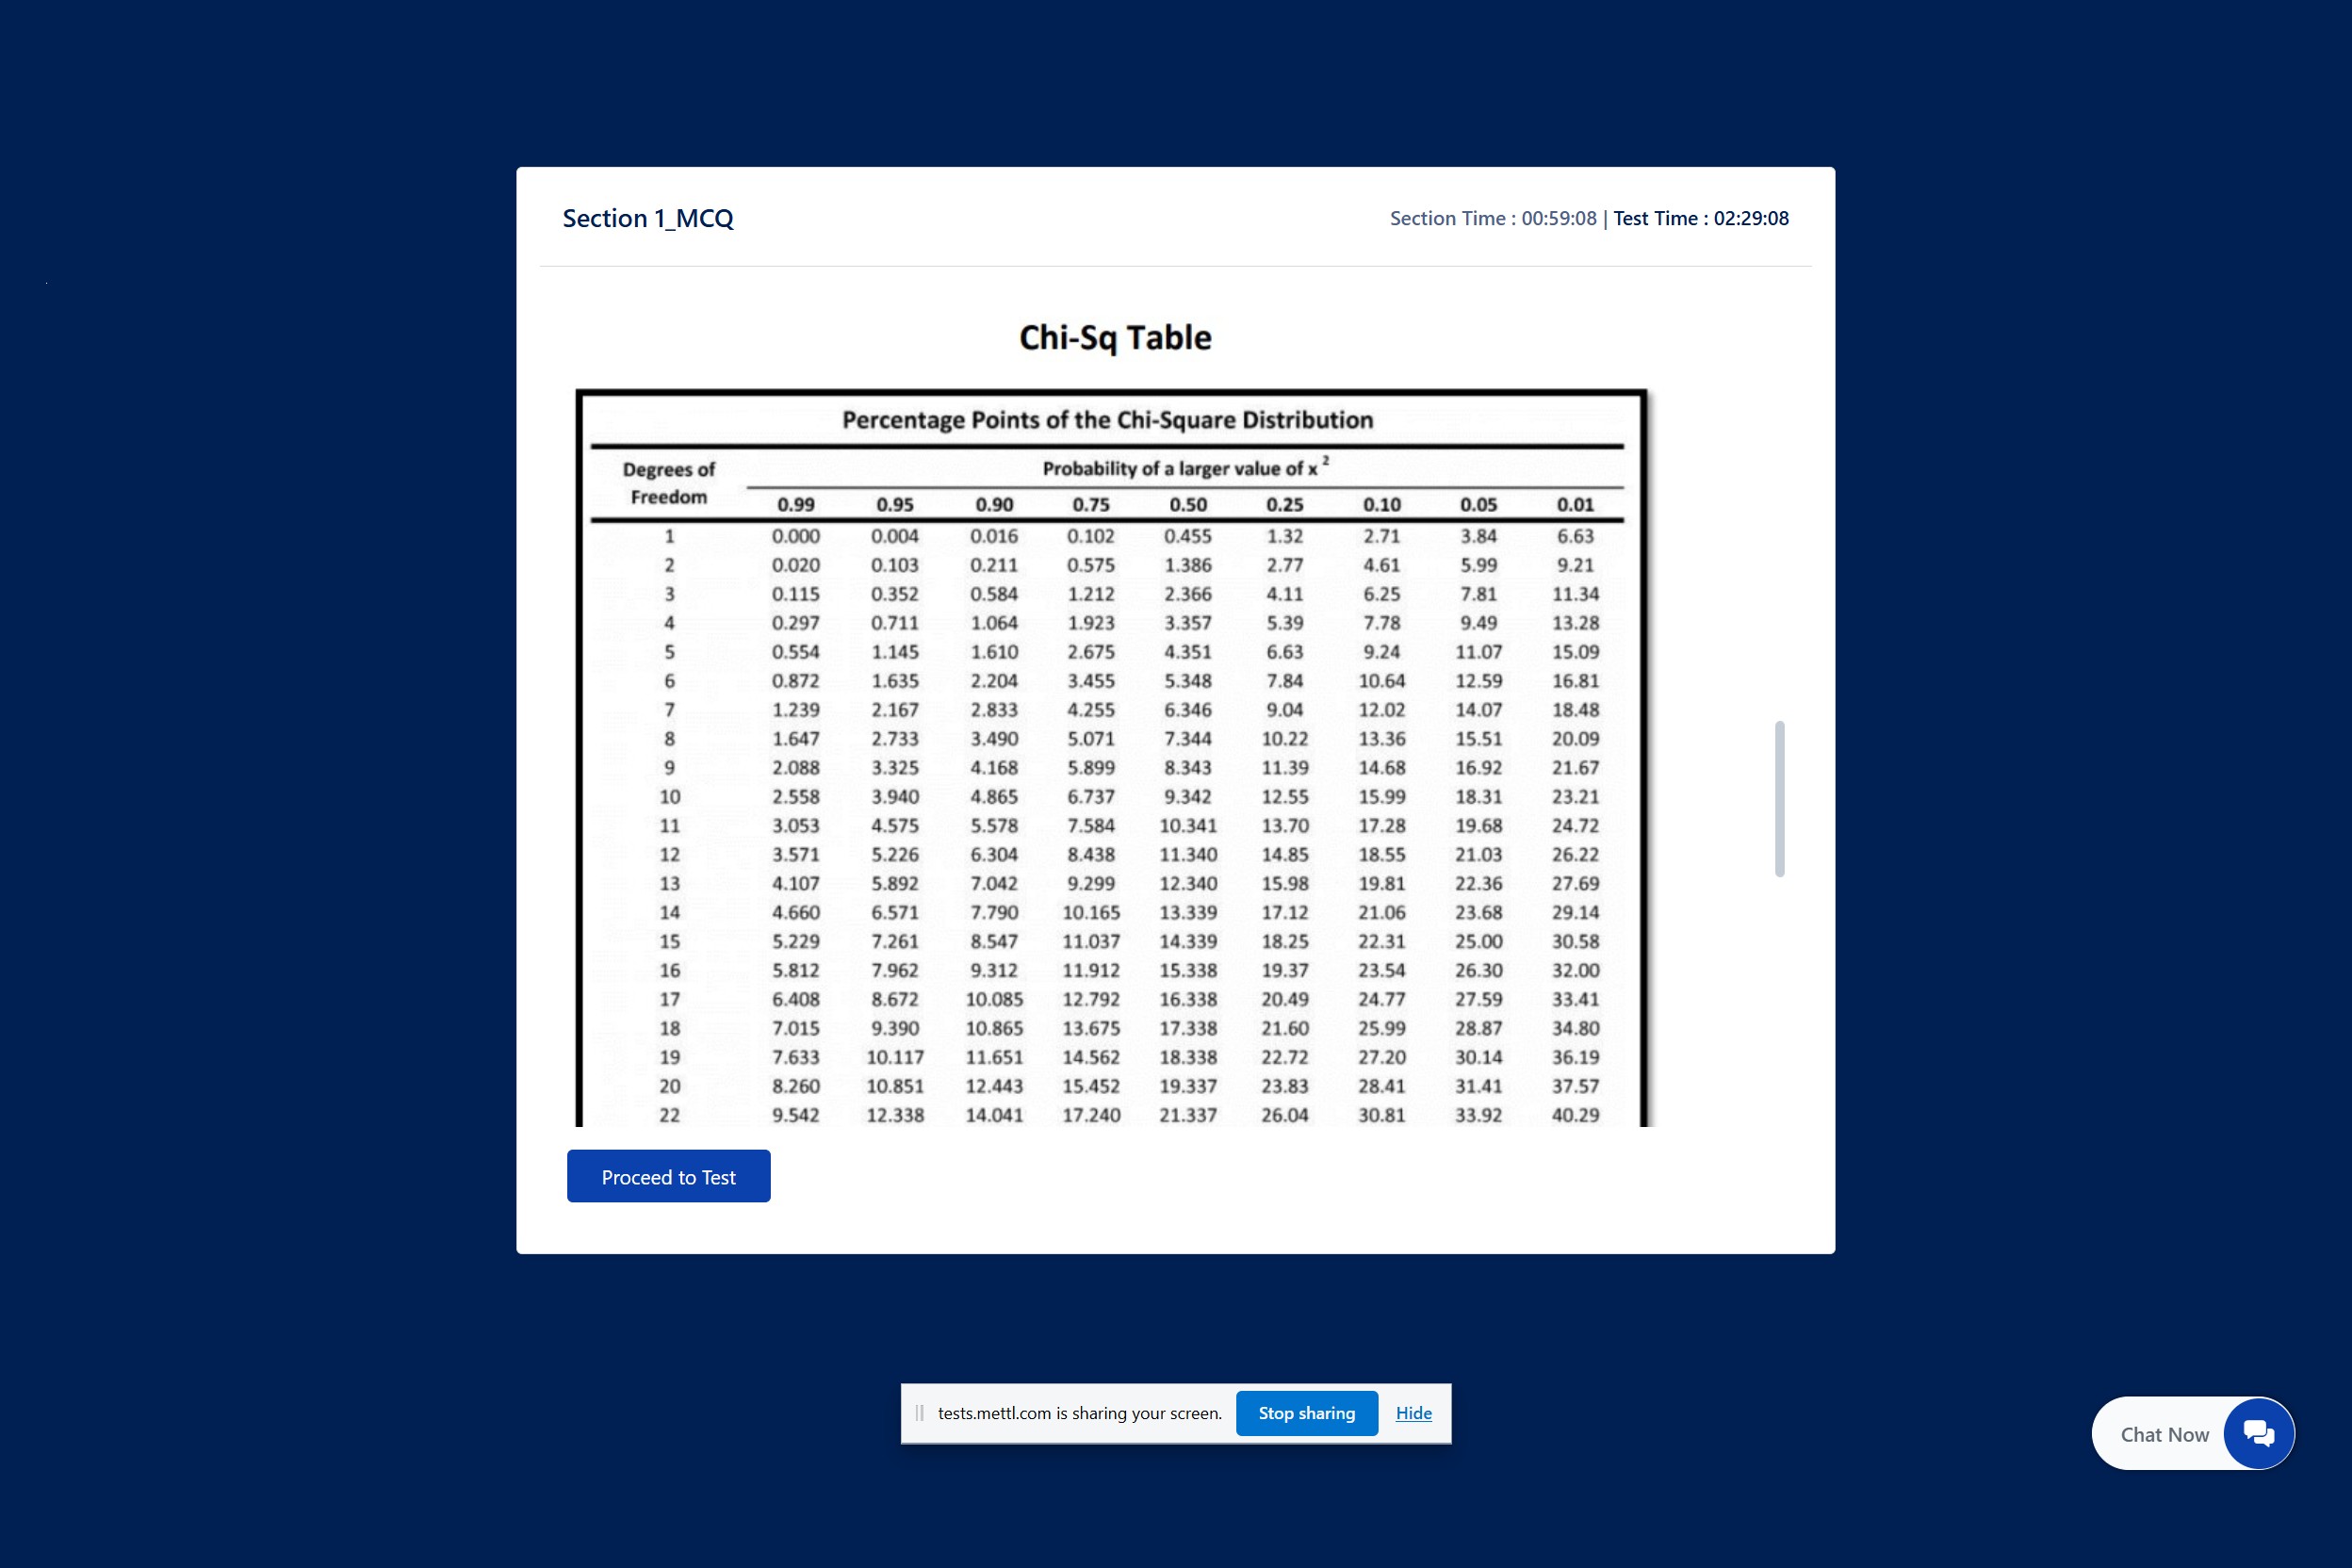 Section 1_MCQ
Section Time : 00:59:08 | Test Time : 02:29:08
Chi-Sq Table
Percentage Points of the Chi-Square Distribution
Degrees of Freedom
Probability of a larger value of x 2
0.99 0.95 0.90 0.75 0.50 0.25 0.10 0.05 0.01
1 0.000 0.004 0.016 0.102 0.455 1.32 2.71 3.84 6.63
2 0.020 0.103 0.211 0.575 1.386 2.77 4.61 5.99 9.21
3 0.115 0.352 0.584 1.212 2.366 4.11 6.25 7.81 11.34
4 0.297 0.711 1.064 1.923 3.357 5.39 7.78 9.49 13.28
5 0.554 1.145 1.610 2.675 4.351 6.63 9.24 11.07 15.09
6 0.872 1.635 2.204 3.455 5.348 7.84 10.64 12.59 16.81
7 1.239 2.167 2.833 4.255 6.346 9.04 12.02 14.07 18.48
8 1.647 2.733 3.490 5.071 7.344 10.22 13.36 15.51 20.09
9 2.088 3.325 4.168 5.899 8.343 11.39 14.68 16.92 21.67
10 2.558 3.940 4.865 6.737 9.342 12.55 15.99 18.31 23.21
11 3.053 4.575 5.578 7.584 10.341 13.70 17.28 19.68 24.72
12 3.571 5.226 6.304 8.438 11.340 14.85 18.55 21.03 26.22
13 4.107 5.892 7.042 9.299 12.340 15.98 19.81 22.36 27.69
14 4.660 6.571 7.790 10.165 13.339 17.12 21.06 23.68 29.14
15 5.229 7.261 8.547 11.037 14.339 18.25 22.31 25.00 30.58
16 5.812 7.962 9.312 11.912 15.338 19.37 23.54 26.30 32.00
17 6.408 8.672 10.085 12.792 16.338 20.49 24.77 27.59 33.41
18 7.015 9.390 10.865 13.675 17.338 21.60 25.99 28.87 34.80
19 7.633 10.117 11.651 14.562 18.338 22.72 27.20 30.14 36.19
20 8.260 10.851 12.443 15.452 19.337 23.83 28.41 31.41 37.57
22 9.542 12.338 14.041 17.240 21.337 26.04 30.81 33.92 40.29
Proceed to Test
tests.mettl.com is sharing your screen. Stop sharing Hide
Chat Now